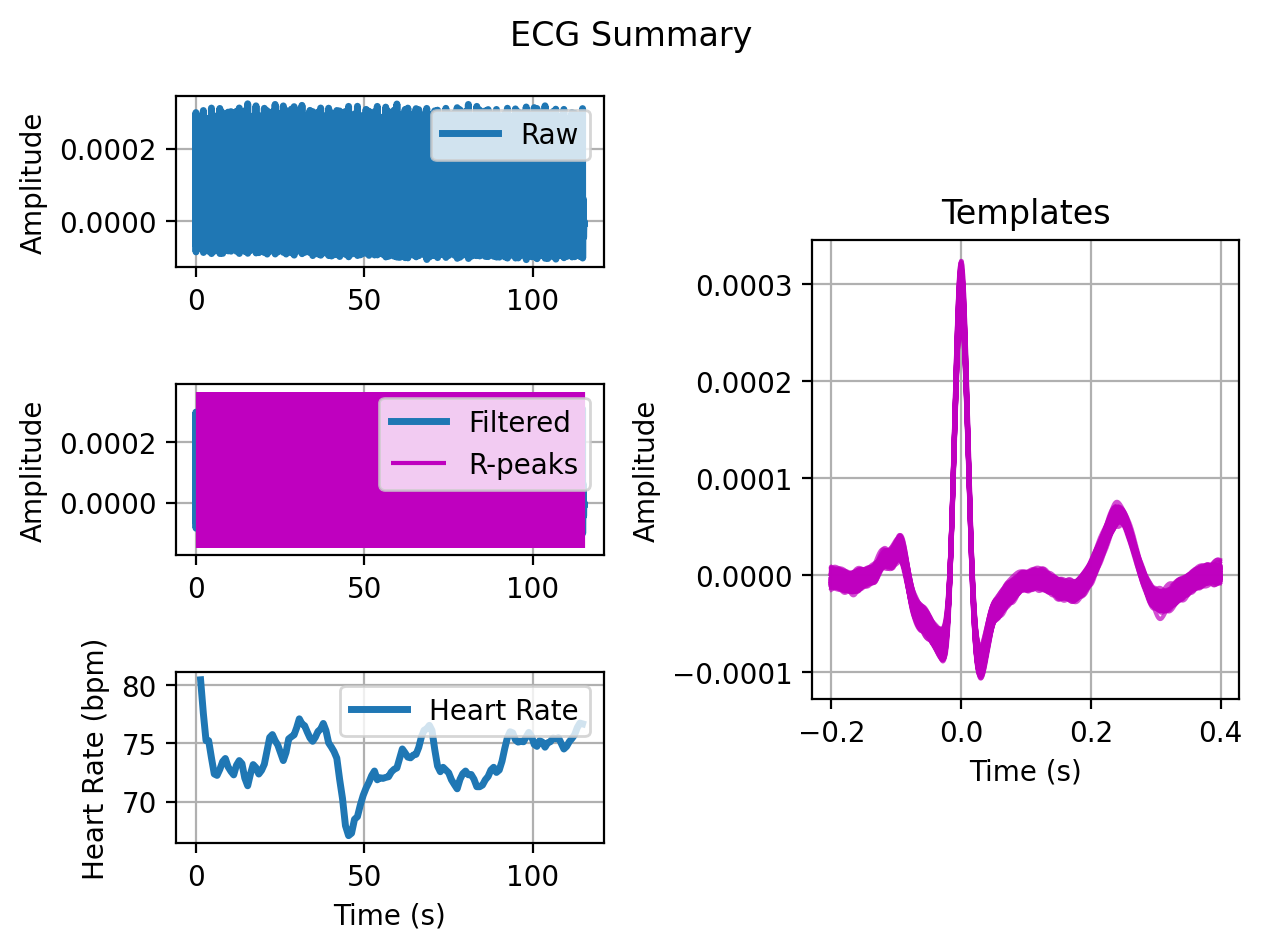 ECG Summary
Amplitude
0.0002
0.0000
Raw
0 50 100
Amplitude
0.0002
0.0000
Filtered
R-peaks
0 50 100
Heart Rate (bpm)
80
75
70
Heart Rate
0 50 100
Time (s)
Templates
Amplitude
0.0003
0.0002
0.0001
0.0000
−0.0001
−0.2 0.0 0.2 0.4
Time (s)